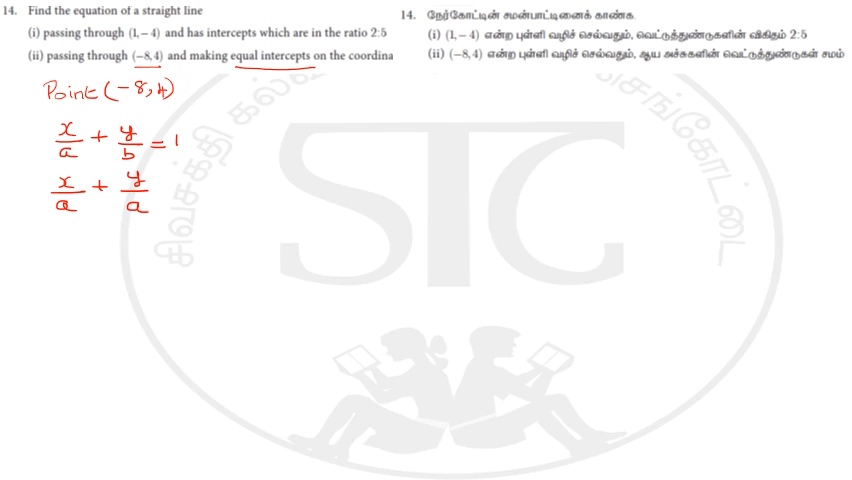 14. Find the equation of a straight line
(i) passing through (1,−4) and has intercepts which are in the ratio 2:5
(ii) passing through (−8,4) and making equal intercepts on the coordina
14. நேர்கோட்டின் சமன்பாட்டினைக் காண்க.
(i) (1,−4) என்ற புள்ளி வழிச் செல்வதும், வெட்டுத்துண்டுகளின் விகிதம் 2:5
(ii) (−8,4) என்ற புள்ளி வழிச் செல்வதும், ஆய அச்சுகளின் வெட்டுத்துண்டுகள் சமம்
Point (−8,4)
x/a + y/b = 1
x/a + y/a
சிவசக்தி கல்
செங்கோட்டை
STC